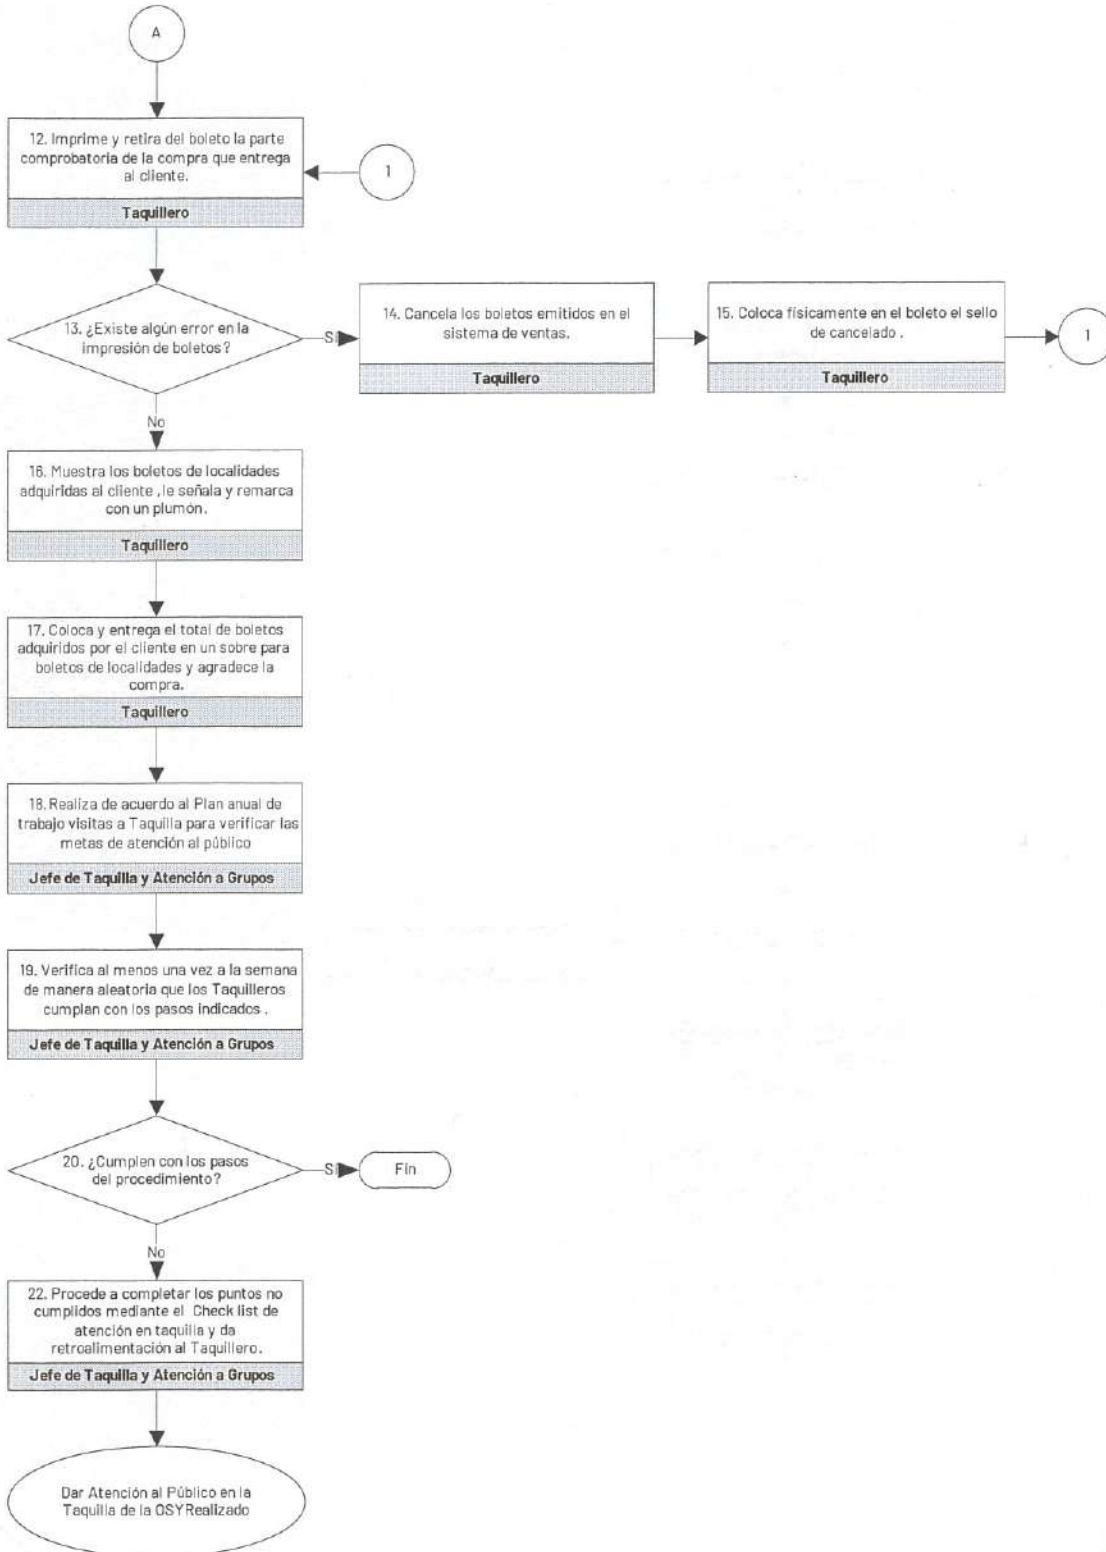 A
12. Imprime y retira del boleto la parte
comprobatoria de la compra que entrega
al cliente.
Taquillero
1
13. ¿Existe algún error en la
impresión de boletos?
Si
14. Cancela los boletos emitidos en el
sistema de ventas.
Taquillero
15. Coloca físicamente en el boleto el sello
de cancelado .
Taquillero
1
No
16. Muestra los boletos de localidades
adquiridas al cliente ,le señala y remarca
con un plumón.
Taquillero
17. Coloca y entrega el total de boletos
adquiridos por el cliente en un sobre para
boletos de localidades y agradece la
compra.
Taquillero
18. Realiza de acuerdo al Plan anual de
trabajo visitas a Taquilla para verificar las
metas de atención al público
Jefe de Taquilla y Atención a Grupos
19. Verifica al menos una vez a la semana
de manera aleatoria que los Taquilleros
cumplan con los pasos indicados .
Jefe de Taquilla y Atención a Grupos
20. ¿Cumplen con los pasos
del procedimiento?
Si
Fin
No
22. Procede a completar los puntos no
cumplidos mediante el Check list de
atención en taquilla y da
retroalimentación al Taquillero.
Jefe de Taquilla y Atención a Grupos
Dar Atención al Público en la
Taquilla de la OSYRealizado